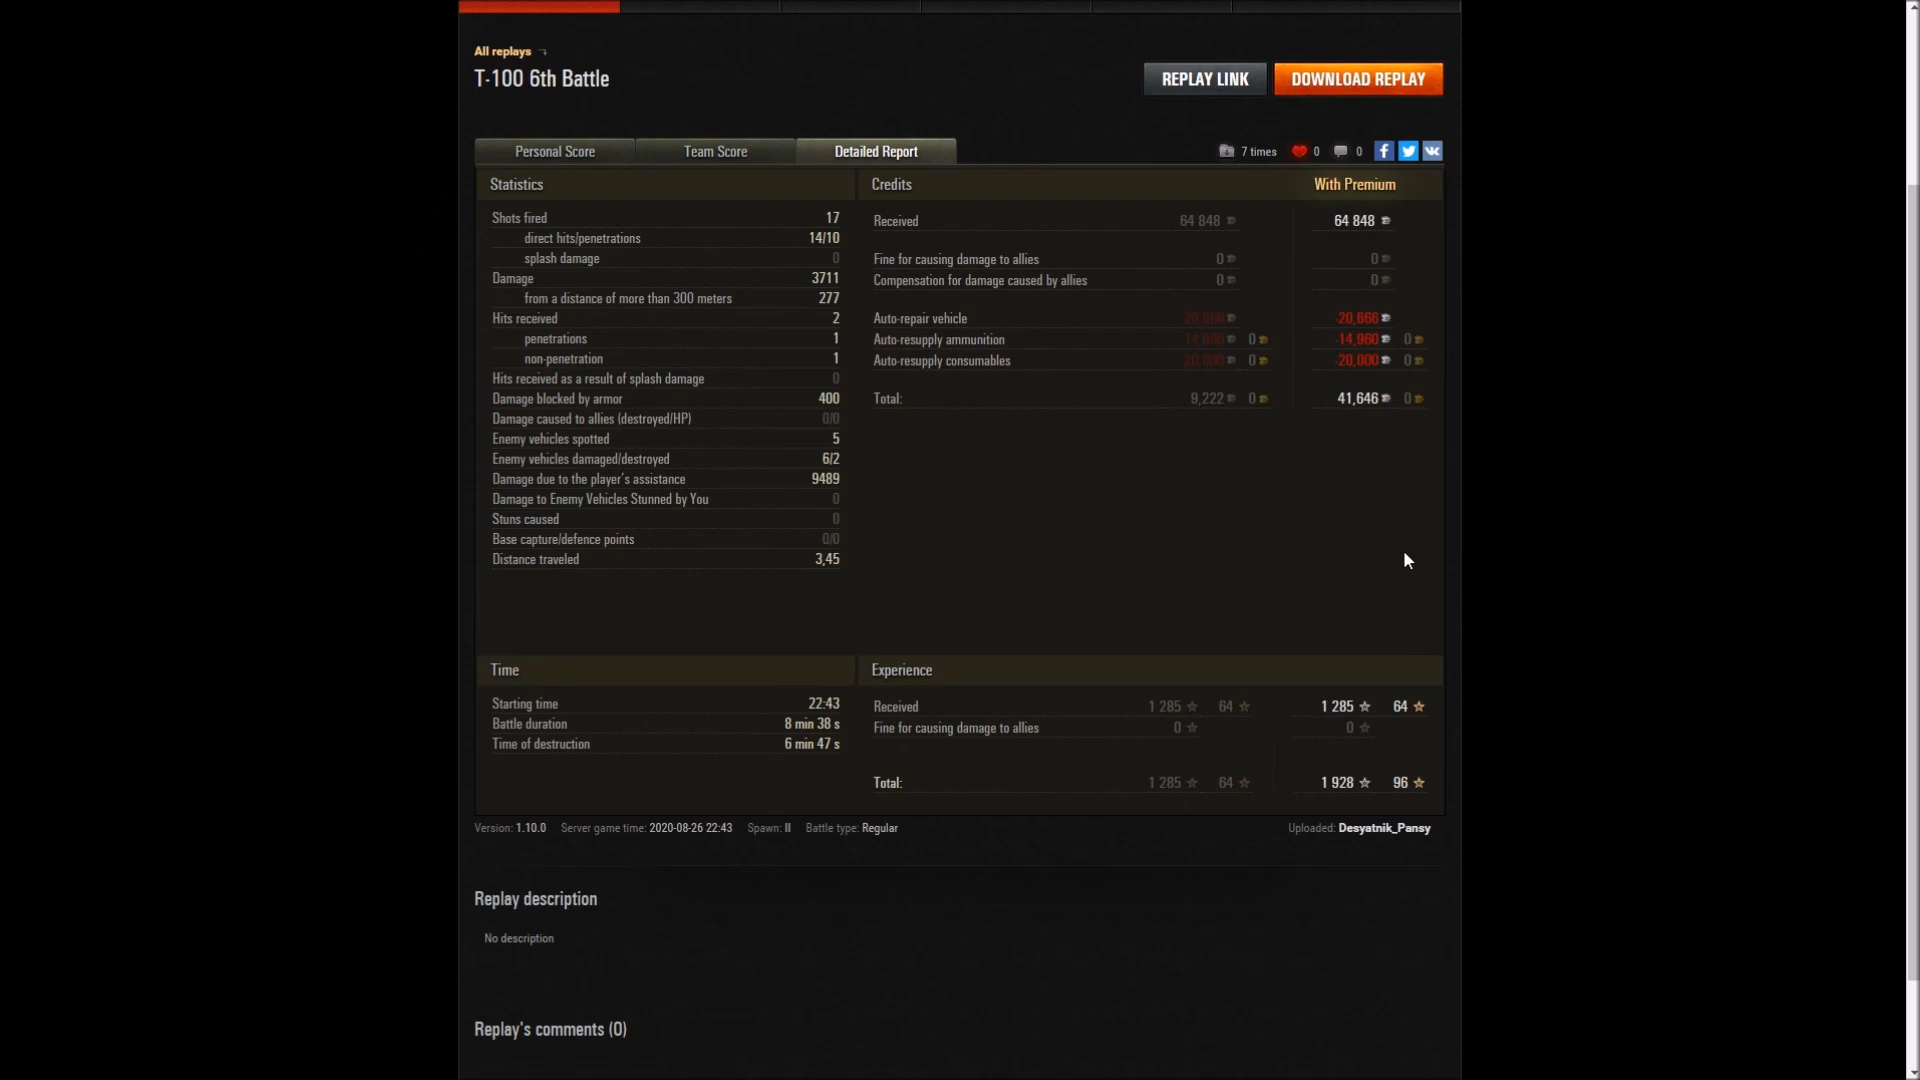 All replays
T-100 6th Battle
REPLAY LINK
DOWNLOAD REPLAY
Personal Score
Team Score
Detailed Report
7 times 0 0
Statistics
Shots fired 17
direct hits/penetrations 14/10
splash damage 0
Damage 3711
from a distance of more than 300 meters 277
Hits received 2
penetrations 1
non-penetration 1
Hits received as a result of splash damage 0
Damage blocked by armor 400
Damage caused to allies (destroyed/HP) 0/0
Enemy vehicles spotted 5
Enemy vehicles damaged/destroyed 6/2
Damage due to the player's assistance 9489
Damage to Enemy Vehicles Stunned by You 0
Stuns caused 0
Base capture/defence points 0/0
Distance traveled 3,45
Credits With Premium
Received 64 848 64 848
Fine for causing damage to allies 0 0
Compensation for damage caused by allies 0 0
Auto-repair vehicle -20,666
Auto-resupply ammunition 0 -14,960 0
Auto-resupply consumables 0 -20,000 0
Total: 9,222 0 41,646 0
Time
Starting time 22:43
Battle duration 8 min 38 s
Time of destruction 6 min 47 s
Experience
Received 1 285 64 1 285 64
Fine for causing damage to allies 0 0
Total: 1 285 64 1 928 96
Version: 1.10.0 Server game time: 2020-08-26 22:43 Spawn: II Battle type: Regular
Uploaded: Desyatnik_Pansy
Replay description
No description
Replay's comments (0)